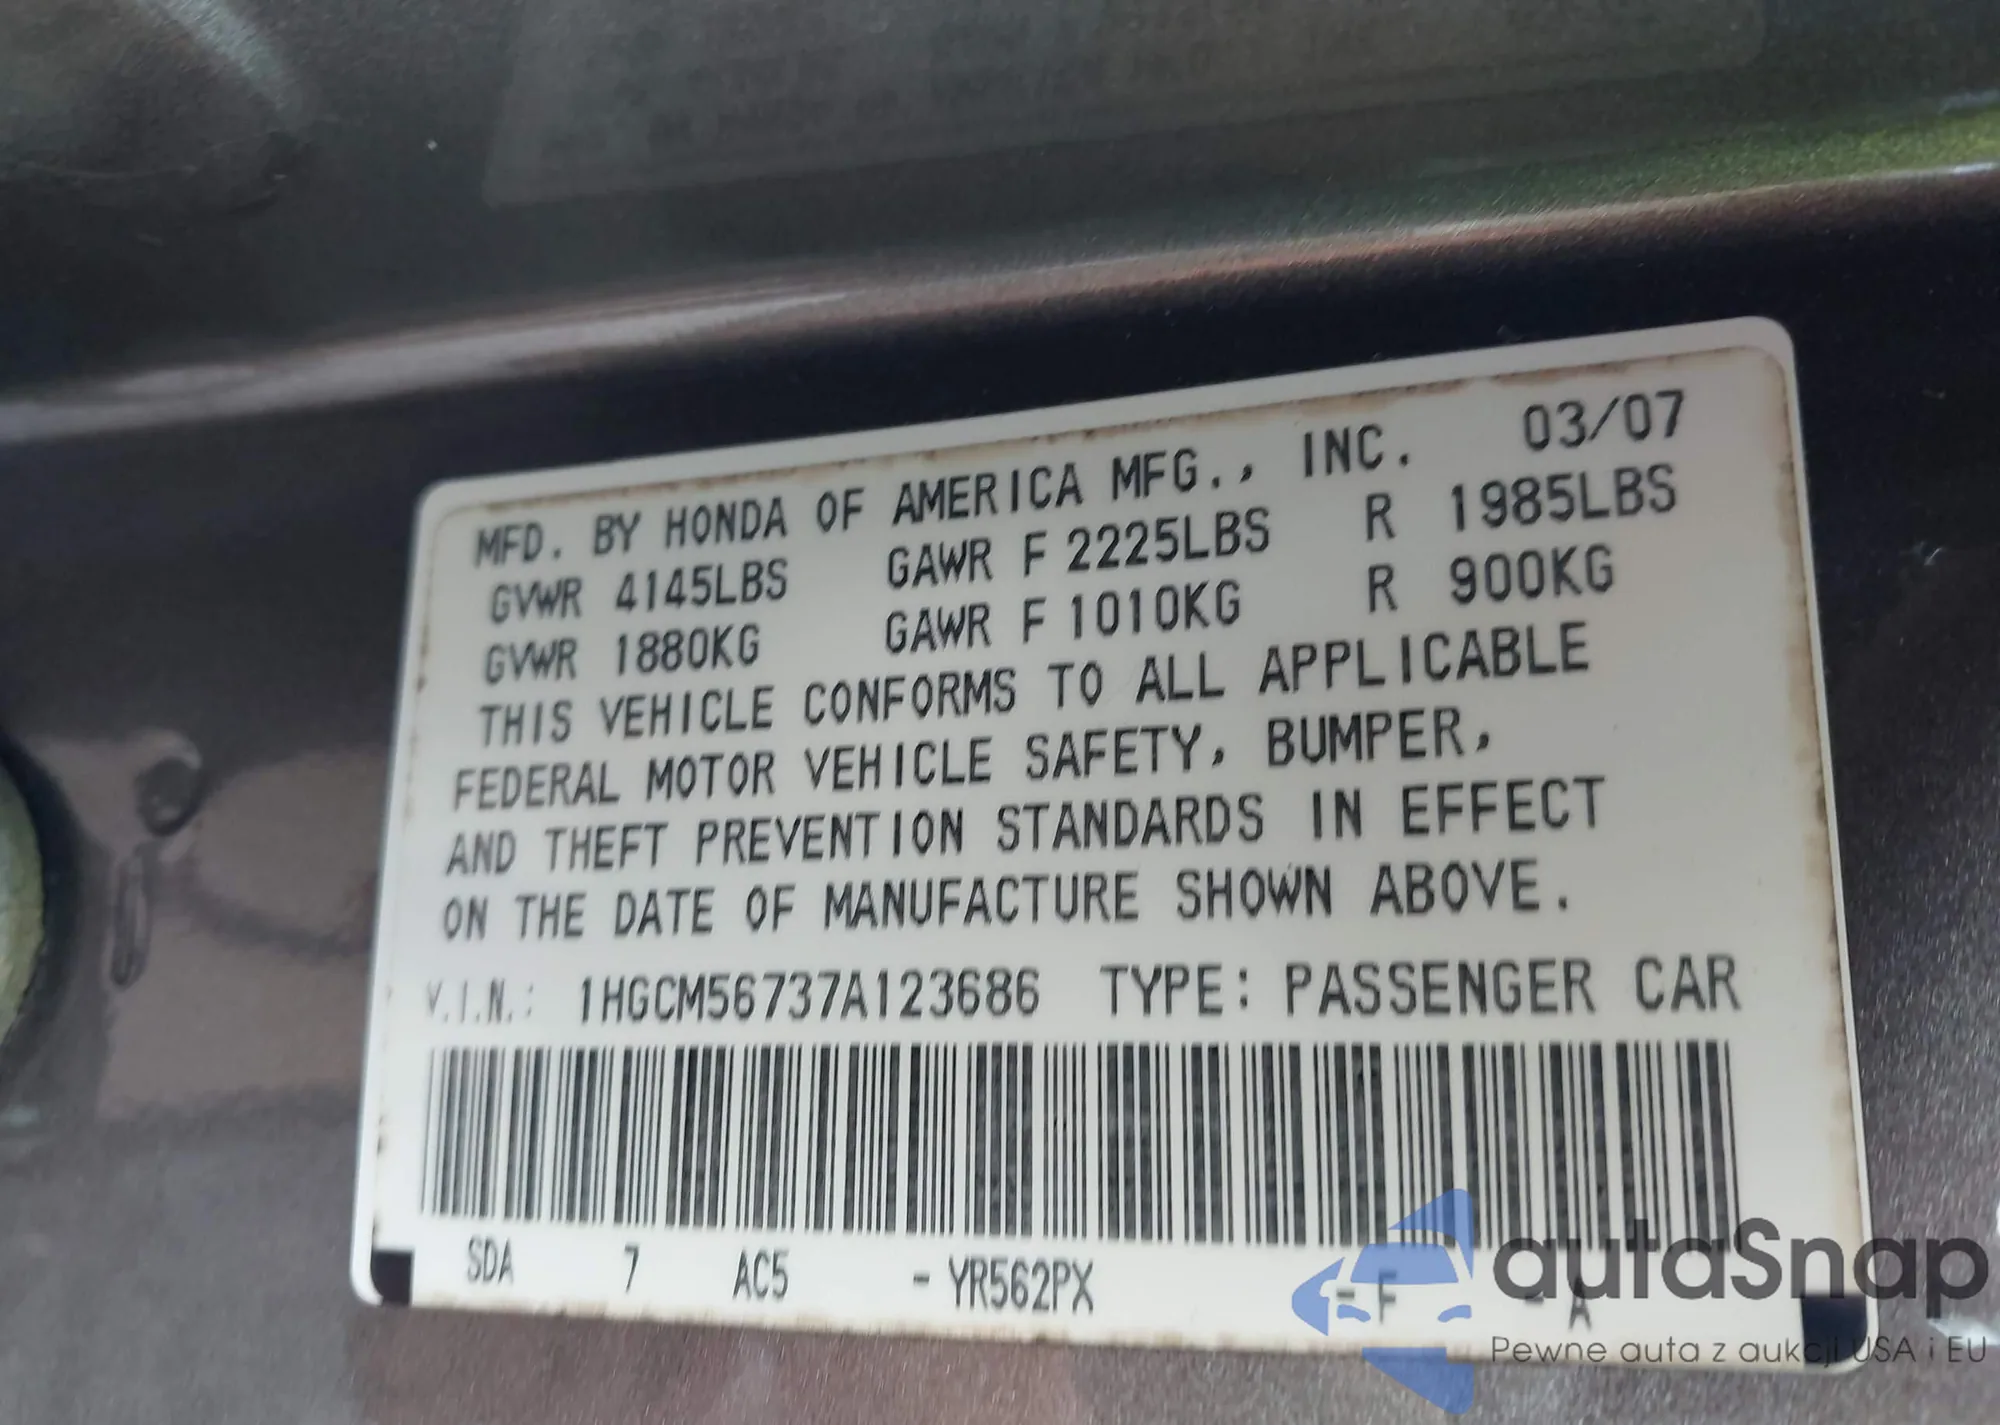 MFD. BY HONDA OF AMERICA MFG., INC. 03/07
GVWR 4145LBS GAWR F 2225LBS R 1985LBS
GVWR 1880KG GAWR F 1010KG R 900KG
THIS VEHICLE CONFORMS TO ALL APPLICABLE
FEDERAL MOTOR VEHICLE SAFETY, BUMPER,
AND THEFT PREVENTION STANDARDS IN EFFECT
ON THE DATE OF MANUFACTURE SHOWN ABOVE.
V.I.N.: 1HGCM56737A123686 TYPE: PASSENGER CAR
SDA 7 AC5 - YR562PX - F - A
autoSnap
Pewne auta z aukcji USA i EU